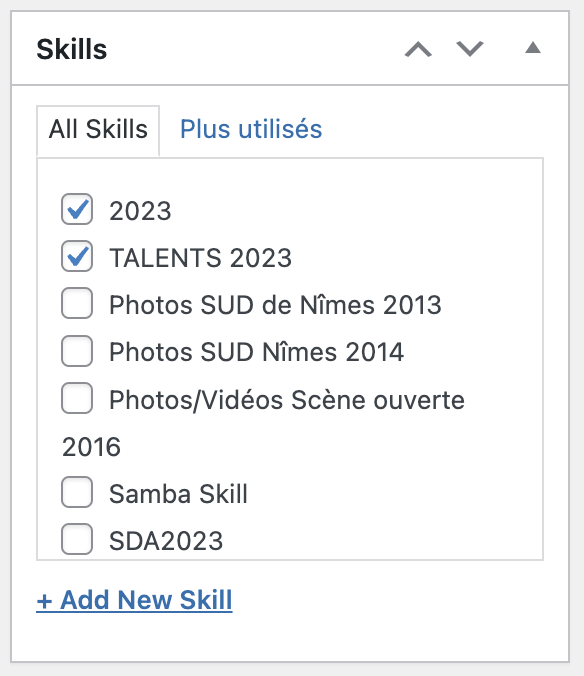 Skills
All Skills
Plus utilisés
2023
TALENTS 2023
Photos SUD de Nîmes 2013
Photos SUD Nîmes 2014
Photos/Vidéos Scène ouverte
2016
Samba Skill
SDA2023
+ Add New Skill